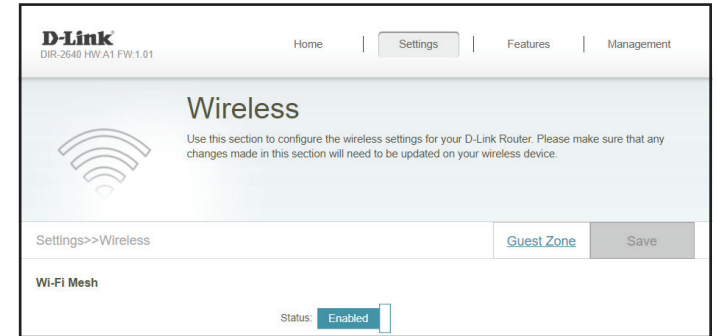 D-Link
DIR-2640 HW:A1 FW:1.01
Home
Settings
Features
Management
Wireless
Use this section to configure the wireless settings for your D-Link Router. Please make sure that any
changes made in this section will need to be updated on your wireless device.
Settings>>Wireless
Guest Zone
Save
Wi-Fi Mesh
Status: Enabled